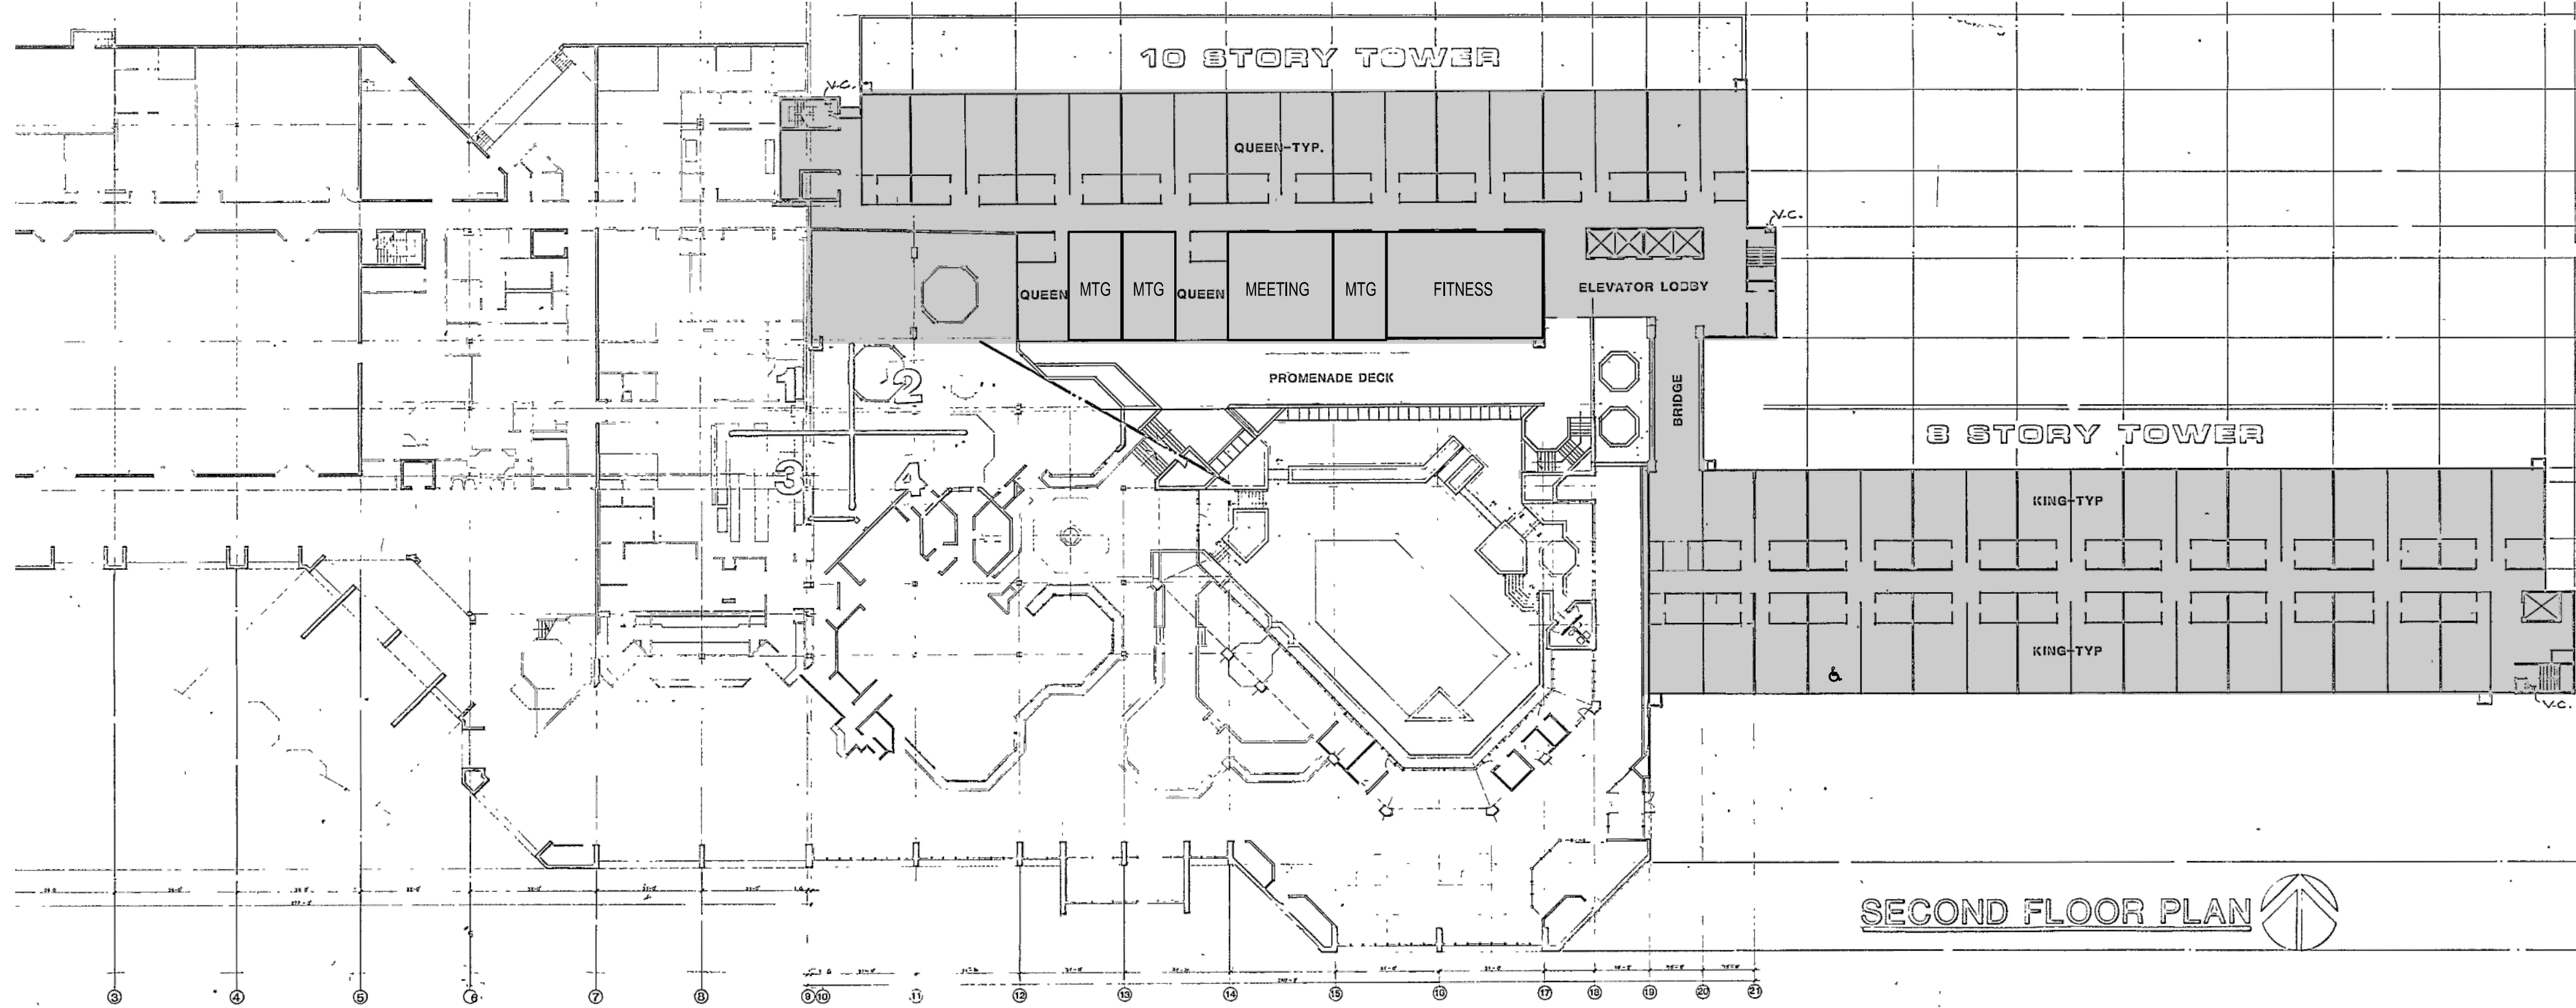 10 STORY TOWER
V.C.
QUEEN-TYP.
V.C.
QUEEN
MTG
MTG
QUEEN
MEETING
MTG
FITNESS
ELEVATOR LOBBY
1
2
PROMENADE DECK
BRIDGE
8 STORY TOWER
3
4
KING-TYP
KING-TYP
V.C.
SECOND FLOOR PLAN
3
4
5
6
7
8
9
10
11
12
13
14
15
16
17
18
19
20
21